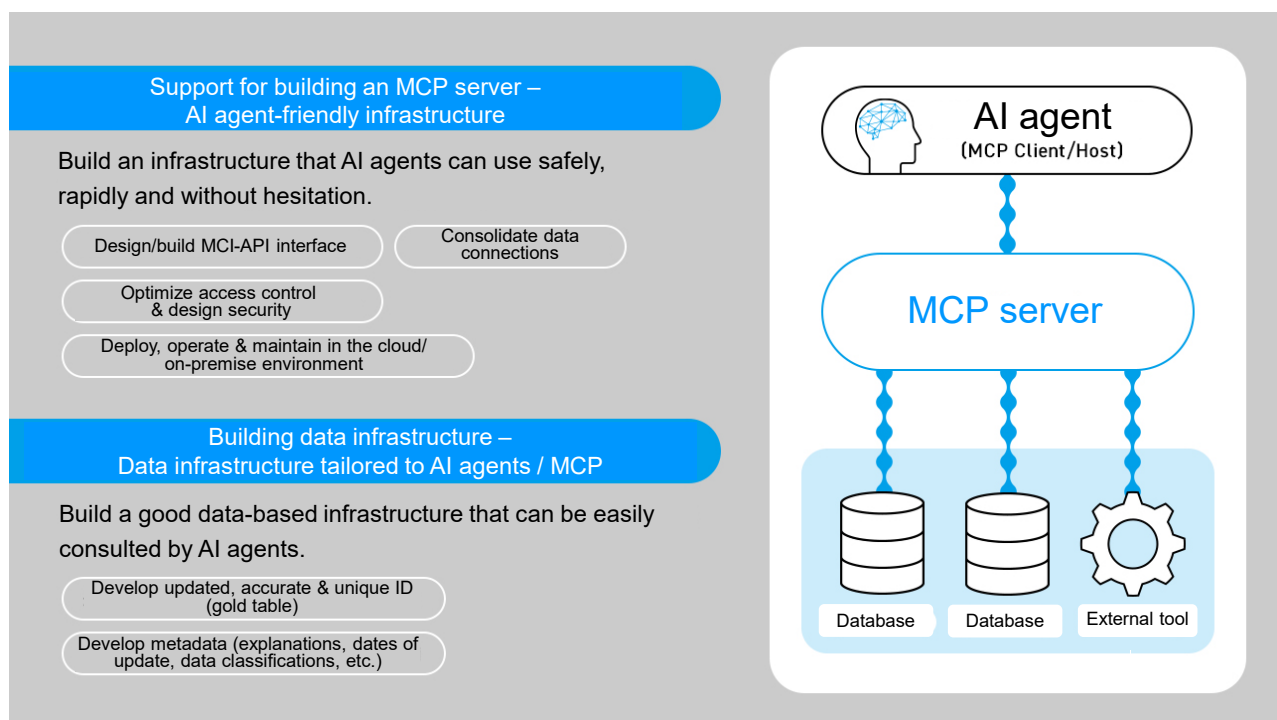 Support for building an MCP server –
AI agent-friendly infrastructure
Build an infrastructure that AI agents can use safely,
rapidly and without hesitation.
Design/build MCI-API interface
Consolidate data
connections
Optimize access control
& design security
Deploy, operate & maintain in the cloud/
on-premise environment
Building data infrastructure –
Data infrastructure tailored to AI agents / MCP
Build a good data-based infrastructure that can be easily
consulted by AI agents.
Develop updated, accurate & unique ID
(gold table)
Develop metadata (explanations, dates of
update, data classifications, etc.)
AI agent
(MCP Client/Host)
MCP server
Database
Database
External tool